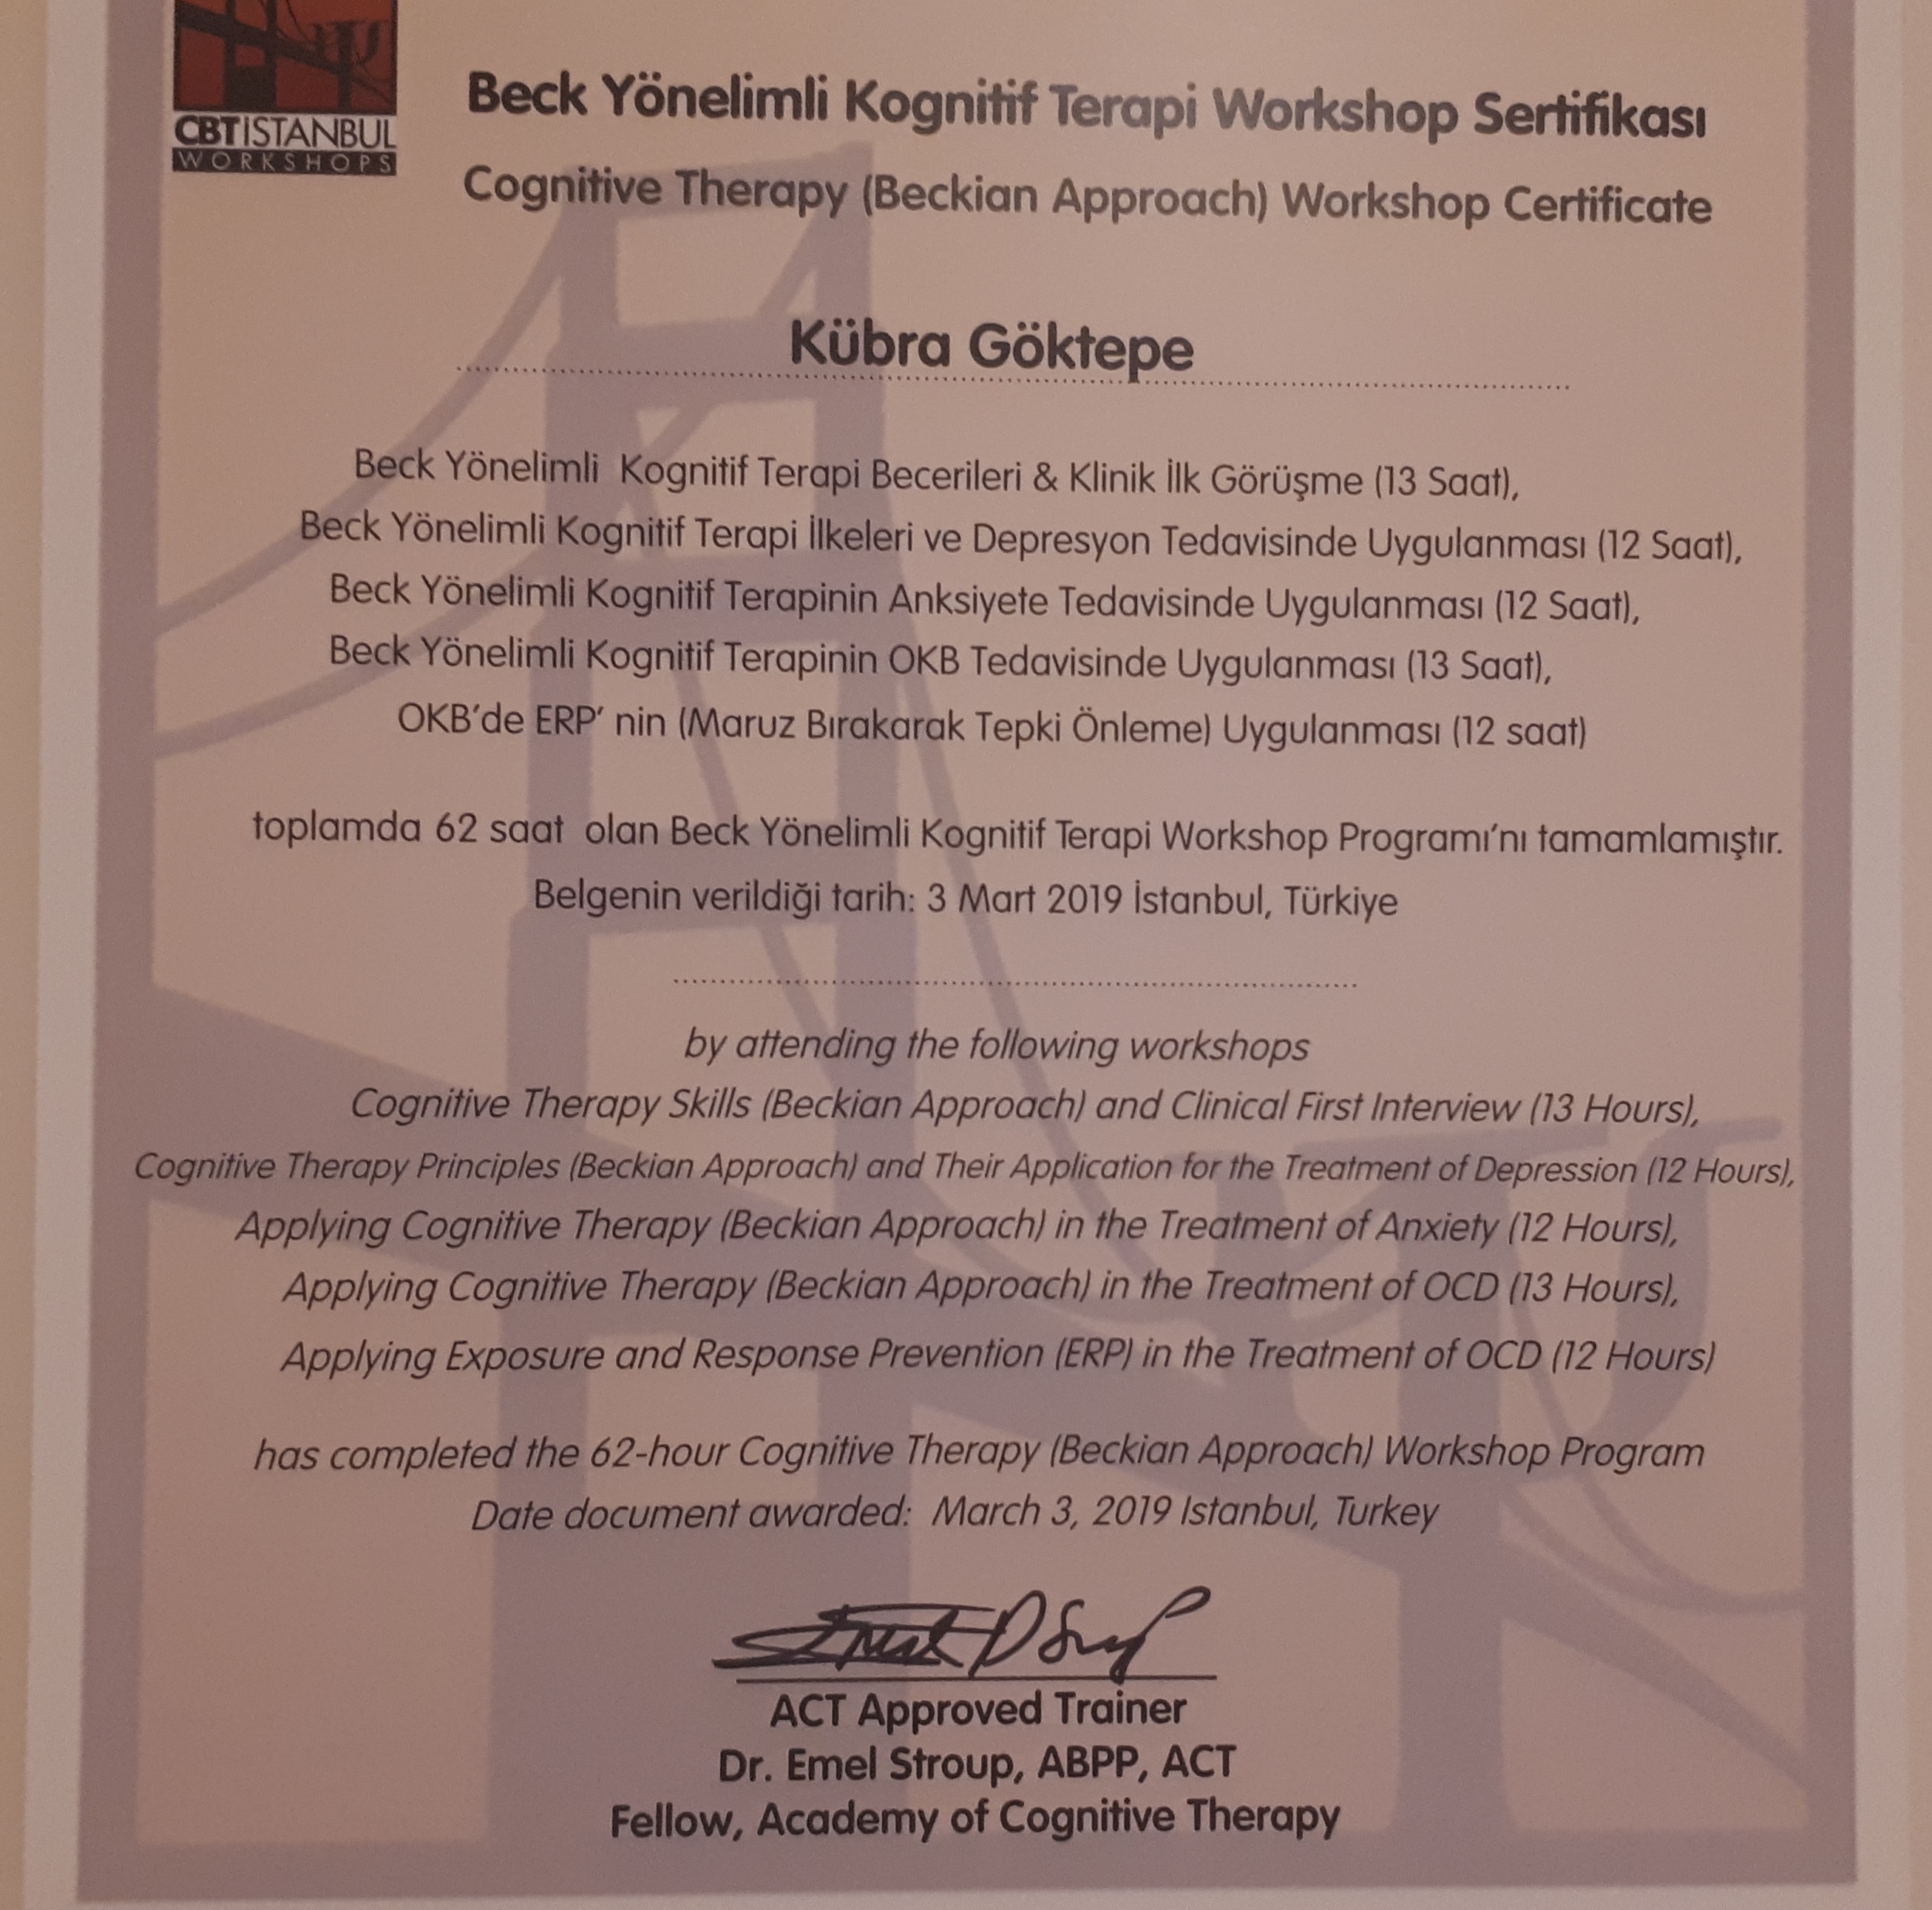 CBTISTANBUL
WORKSHOPS
Beck Yönelimli Kognitif Terapi Workshop Sertifikası
Cognitive Therapy (Beckian Approach) Workshop Certificate
Kübra Göktepe
Beck Yönelimli Kognitif Terapi Becerileri & Klinik İlk Görüşme (13 Saat),
Beck Yönelimli Kognitif Terapi İlkeleri ve Depresyon Tedavisinde Uygulanması (12 Saat),
Beck Yönelimli Kognitif Terapinin Anksiyete Tedavisinde Uygulanması (12 Saat),
Beck Yönelimli Kognitif Terapinin OKB Tedavisinde Uygulanması (13 Saat),
OKB'de ERP' nin (Maruz Bırakarak Tepki Önleme) Uygulanması (12 saat)
toplamda 62 saat olan Beck Yönelimli Kognitif Terapi Workshop Programı'nı tamamlamıştır.
Belgenin verildiği tarih: 3 Mart 2019 İstanbul, Türkiye
by attending the following workshops
Cognitive Therapy Skills (Beckian Approach) and Clinical First Interview (13 Hours),
Cognitive Therapy Principles (Beckian Approach) and Their Application for the Treatment of Depression (12 Hours),
Applying Cognitive Therapy (Beckian Approach) in the Treatment of Anxiety (12 Hours),
Applying Cognitive Therapy (Beckian Approach) in the Treatment of OCD (13 Hours),
Applying Exposure and Response Prevention (ERP) in the Treatment of OCD (12 Hours)
has completed the 62-hour Cognitive Therapy (Beckian Approach) Workshop Program
Date document awarded: March 3, 2019 Istanbul, Turkey
ACT Approved Trainer
Dr. Emel Stroup, ABPP, ACT
Fellow, Academy of Cognitive Therapy